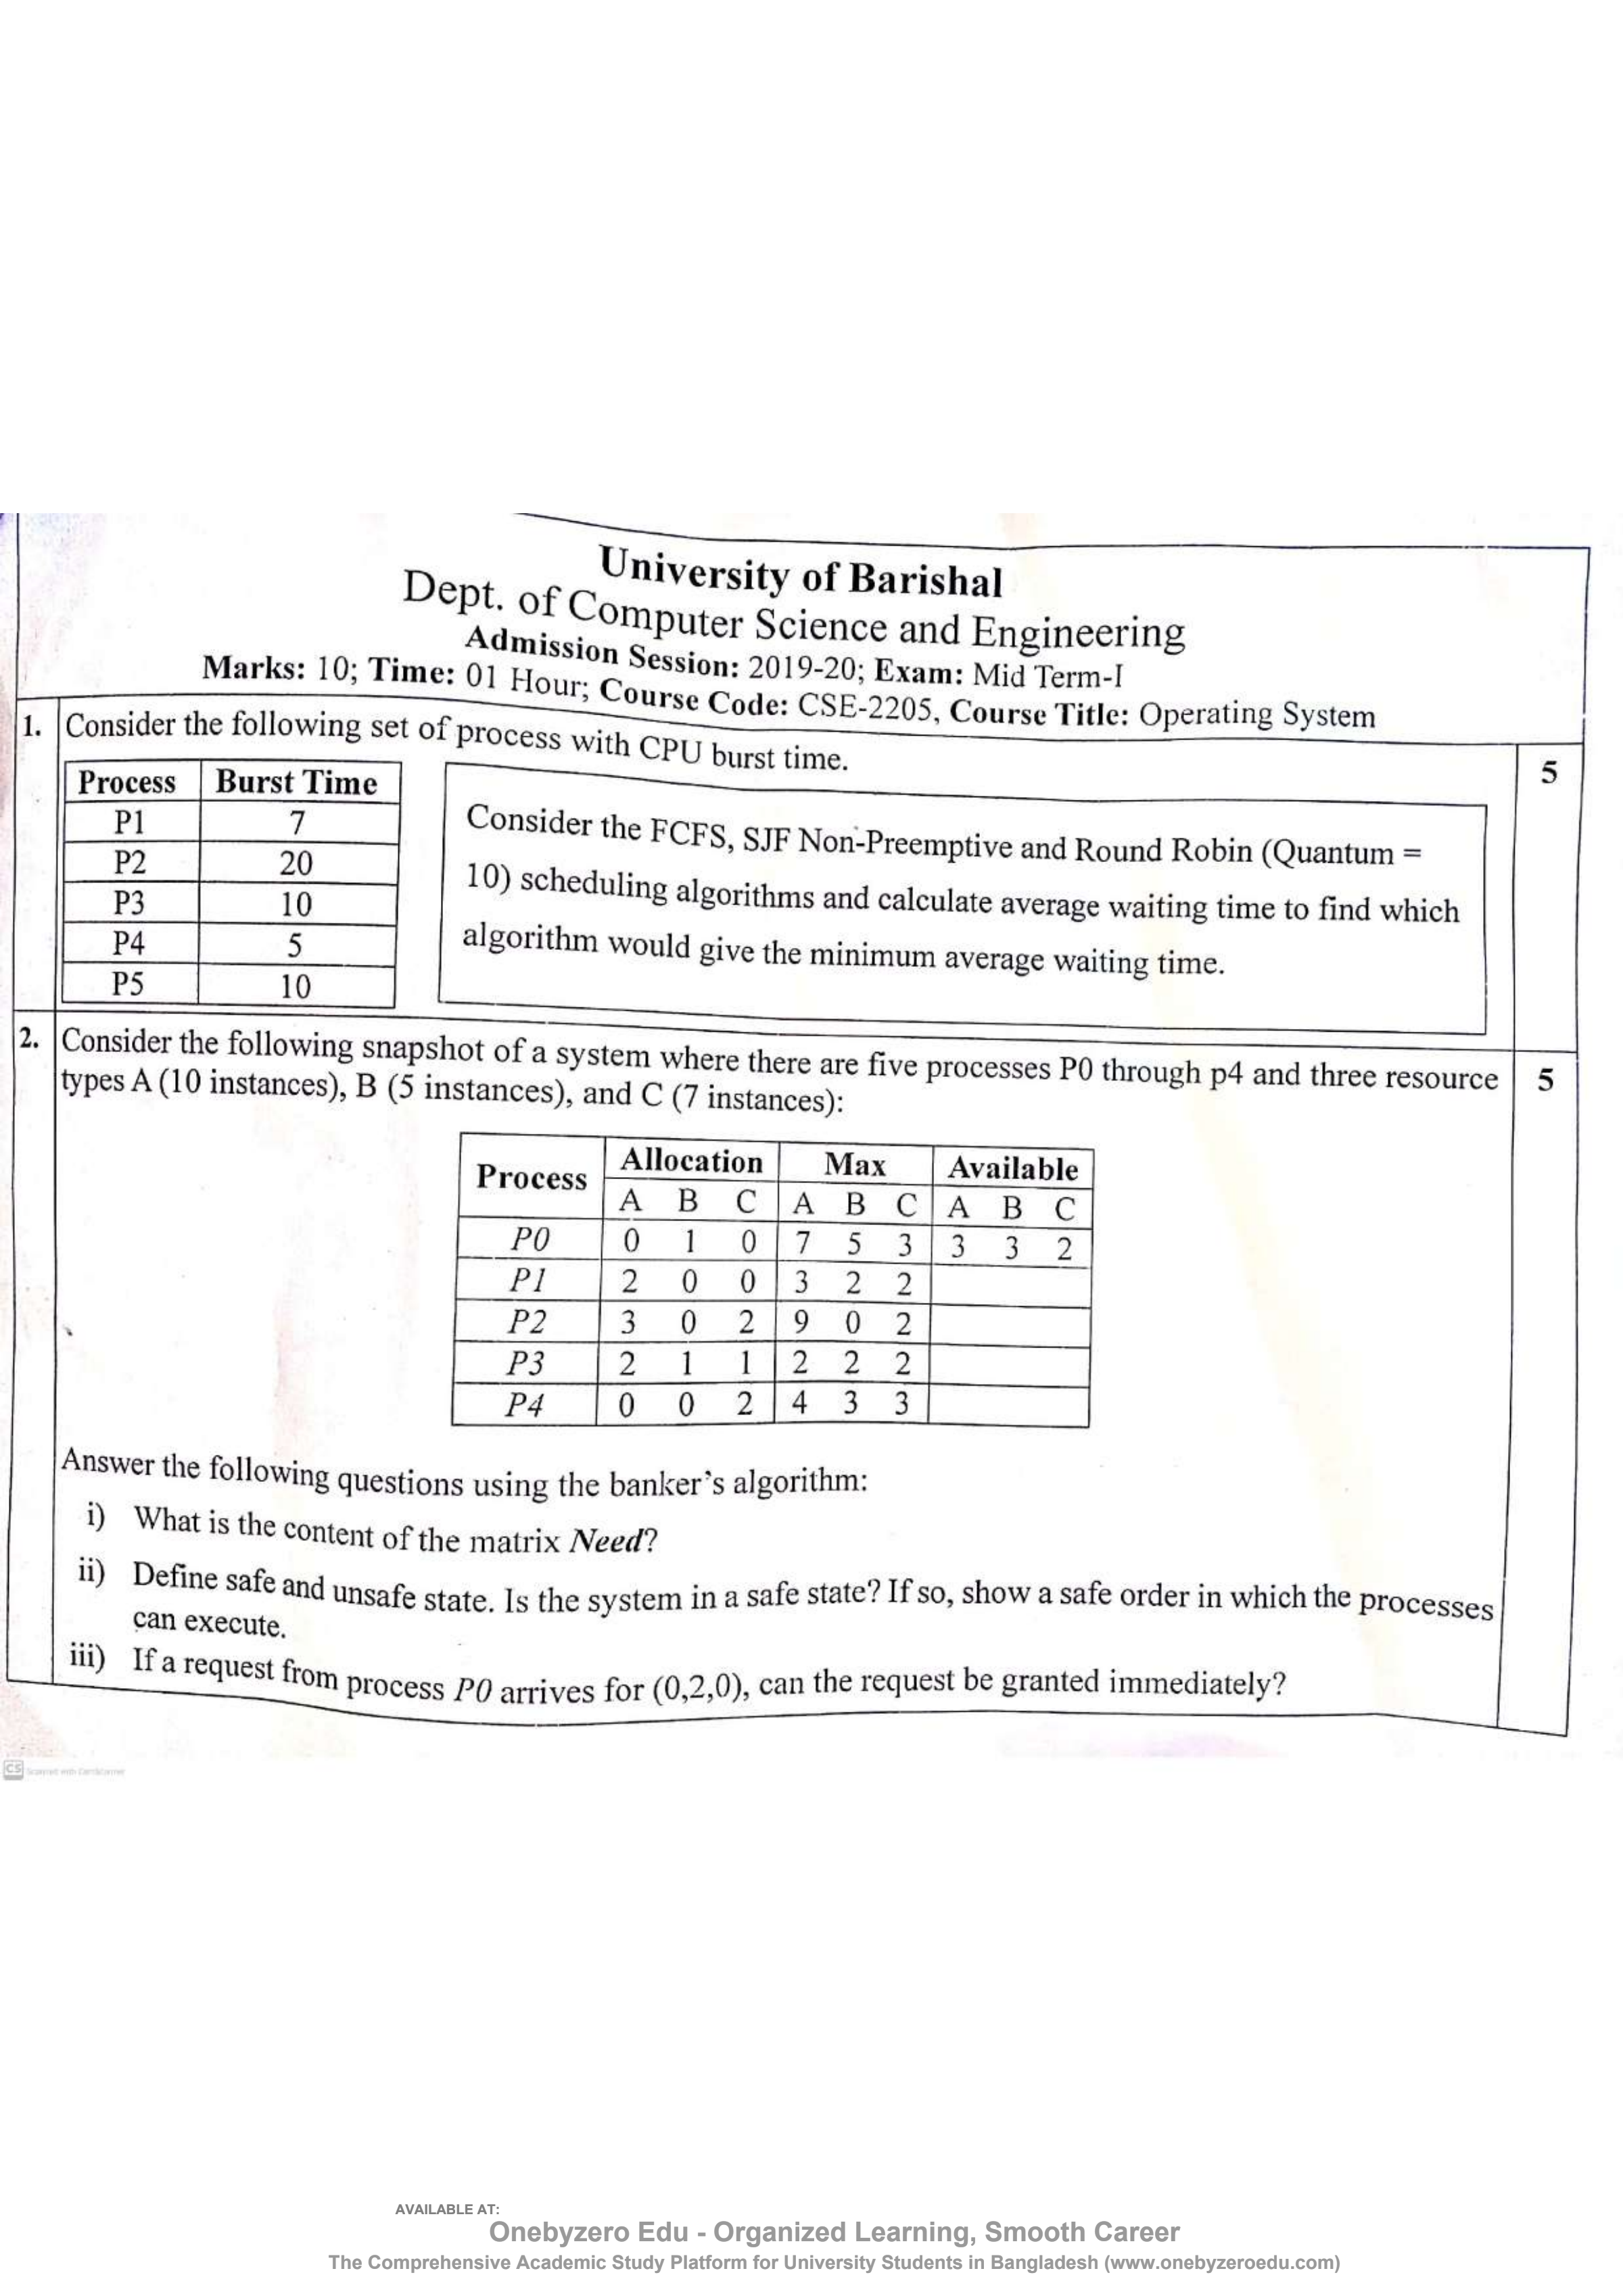 University of Barishal
Dept. of Computer Science and Engineering
Admission Session: 2019-20; Exam: Mid Term-I
Marks: 10; Time: 01 Hour; Course Code: CSE-2205, Course Title: Operating System
1. Consider the following set of process with CPU burst time. 5
Process Burst Time
P1 7
P2 20
P3 10
P4 5
P5 10
Consider the FCFS, SJF Non-Preemptive and Round Robin (Quantum =
10) scheduling algorithms and calculate average waiting time to find which
algorithm would give the minimum average waiting time.
2. Consider the following snapshot of a system where there are five processes P0 through p4 and three resource 5
types A (10 instances), B (5 instances), and C (7 instances):
Process Allocation Max Available
A B C A B C A B C
P0 0 1 0 7 5 3 3 3 2
P1 2 0 0 3 2 2
P2 3 0 2 9 0 2
P3 2 1 1 2 2 2
P4 0 0 2 4 3 3
Answer the following questions using the banker's algorithm:
i) What is the content of the matrix Need?
ii) Define safe and unsafe state. Is the system in a safe state? If so, show a safe order in which the processes
can execute.
iii) If a request from process P0 arrives for (0,2,0), can the request be granted immediately?
CS Scanned with CamScanner
AVAILABLE AT:
Onebyzero Edu - Organized Learning, Smooth Career
The Comprehensive Academic Study Platform for University Students in Bangladesh (www.onebyzeroedu.com)